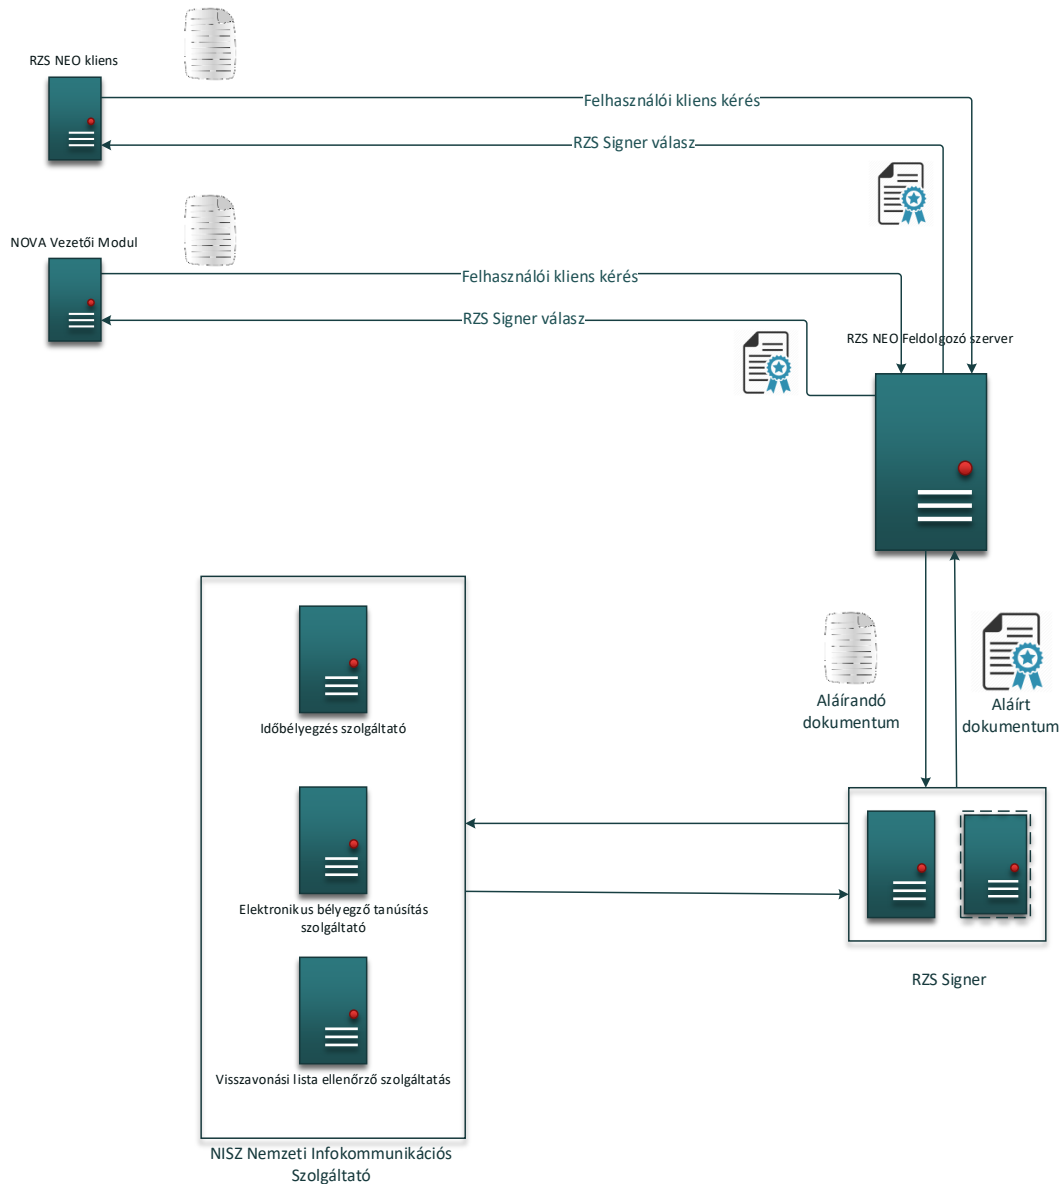 RZS NEO kliens
Felhasználói kliens kérés
RZS Signer válasz
NOVA Vezetői Modul
Felhasználói kliens kérés
RZS Signer válasz
RZS NEO Feldolgozó szerver
Aláírandó
dokumentum
Aláírt
dokumentum
Időbélyegzés szolgáltató
Elektronikus bélyegző tanúsítás
szolgáltató
RZS Signer
Visszavonási lista ellenőrző szolgáltatás
NISZ Nemzeti Infokommunikációs
Szolgáltató